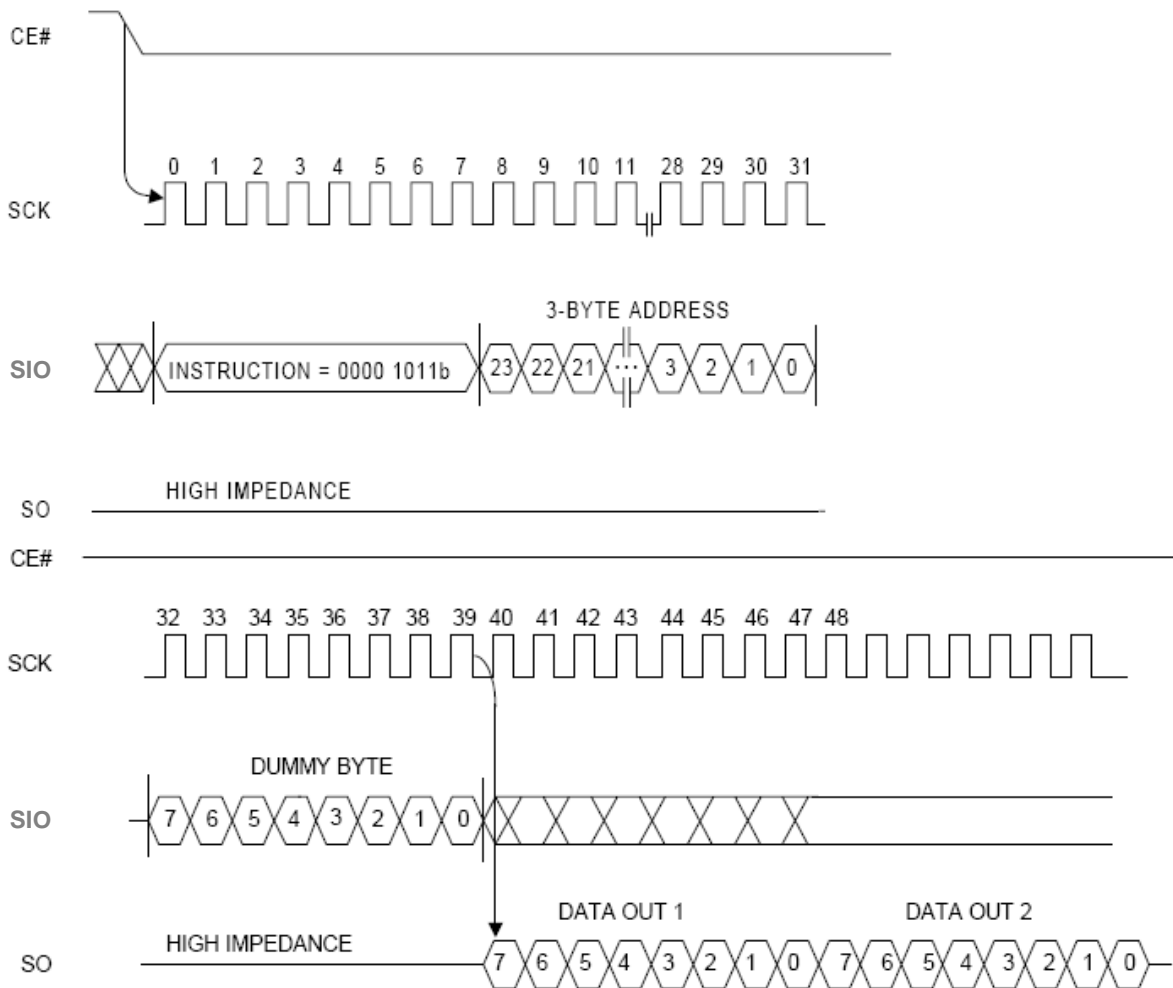 CE#
0 1 2 3 4 5 6 7 8 9 10 11 28 29 30 31
SCK
3-BYTE ADDRESS
SIO INSTRUCTION = 0000 1011b 23 22 21 ... 3 2 1 0
HIGH IMPEDANCE
SO
CE#
32 33 34 35 36 37 38 39 40 41 42 43 44 45 46 47 48
SCK
DUMMY BYTE
SIO 7 6 5 4 3 2 1 0
DATA OUT 1 DATA OUT 2
HIGH IMPEDANCE
SO 7 6 5 4 3 2 1 0 7 6 5 4 3 2 1 0